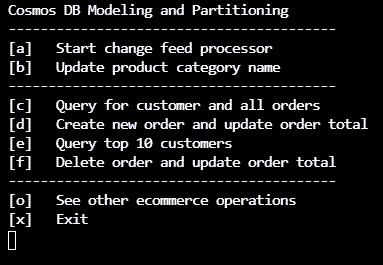 Cosmos DB Modeling and Partitioning
-----------------------------------------
[a]   Start change feed processor
[b]   Update product category name
-----------------------------------------
[c]   Query for customer and all orders
[d]   Create new order and update order total
[e]   Query top 10 customers
[f]   Delete order and update order total
-----------------------------------------
[o]   See other ecommerce operations
[x]   Exit